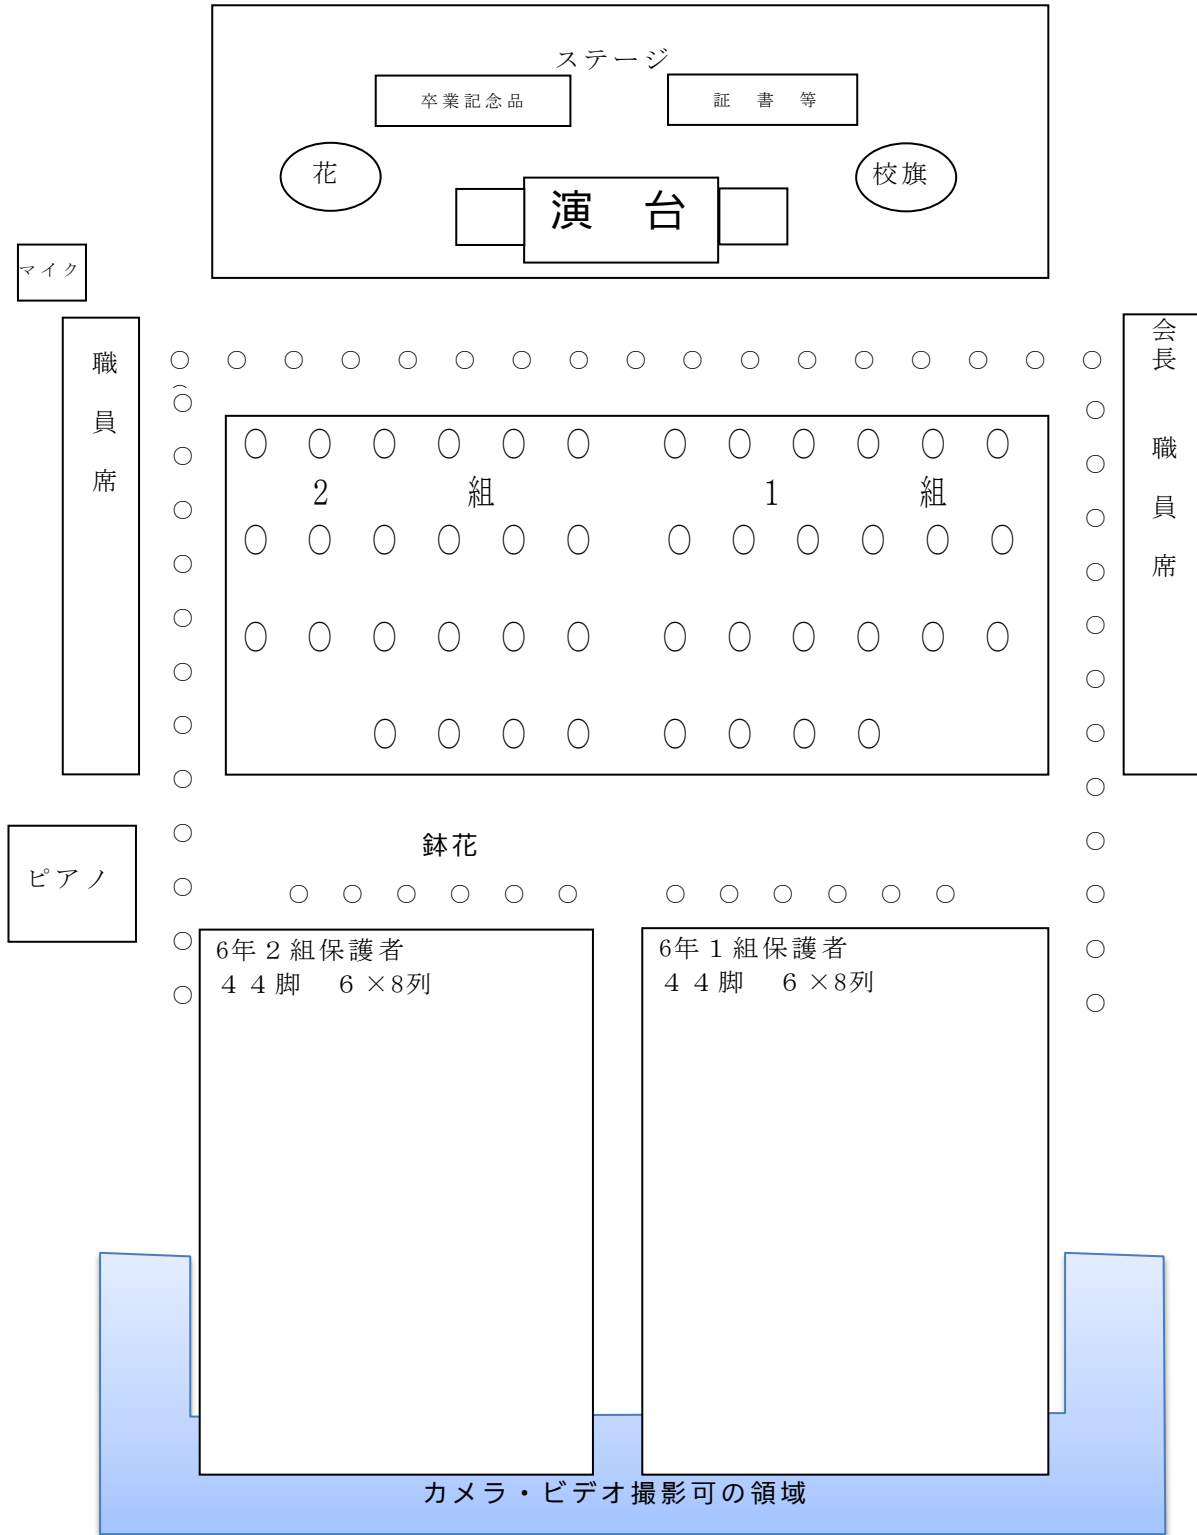 ステージ
卒業記念品
証　書　等
花
校旗
演　台
マイク
職員席
会長　職員席
２　組
１　組
ピアノ
鉢花
6年２組保護者
４４脚　６×8列
6年１組保護者
４４脚　６×8列
カメラ・ビデオ撮影可の領域